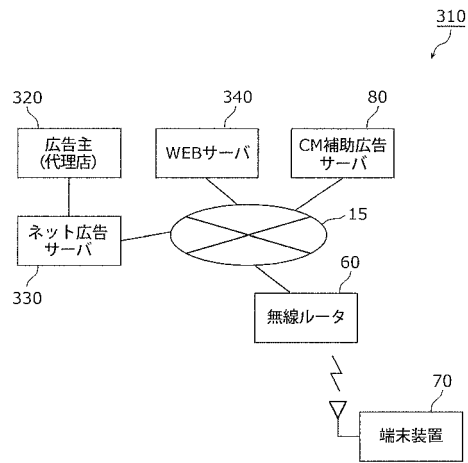 310
320
340
80
広告主
(代理店)
WEBサーバ
CM補助広告
サーバ
ネット広告
サーバ
15
330
60
無線ルータ
70
端末装置